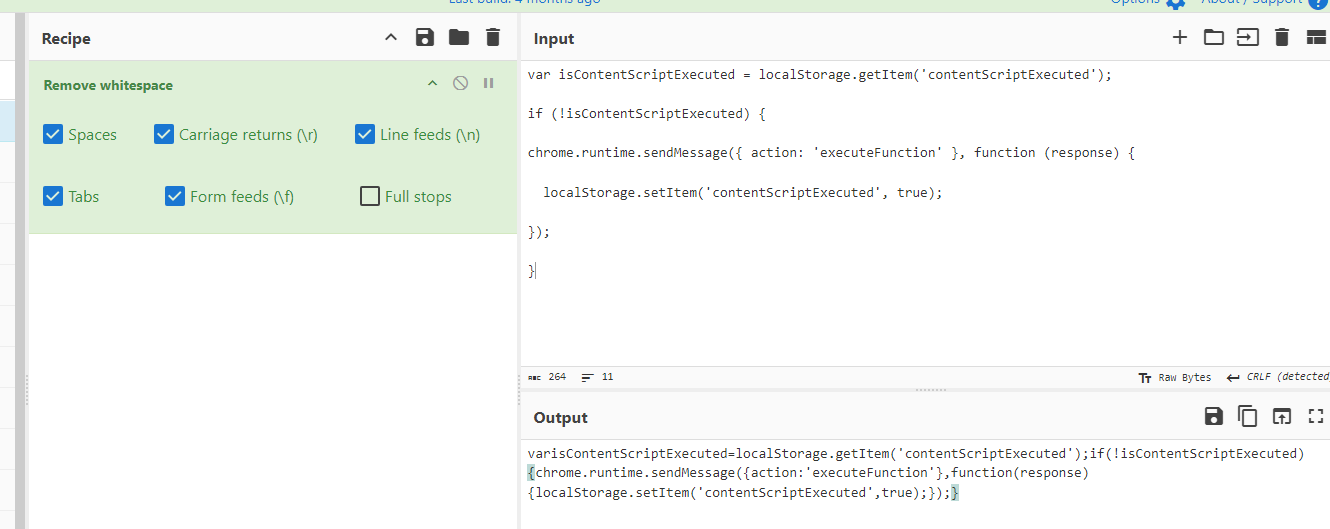 Last build: 4 months ago
Options
About / Support
Recipe
Remove whitespace
Spaces
Carriage returns (\r)
Line feeds (\n)
Tabs
Form feeds (\f)
Full stops
Input
var isContentScriptExecuted = localStorage.getItem('contentScriptExecuted');
if (!isContentScriptExecuted) {
chrome.runtime.sendMessage({ action: 'executeFunction' }, function (response) {
localStorage.setItem('contentScriptExecuted', true);
});
}
ABC 264 11 Raw Bytes CRLF (detected
Output
varisContentScriptExecuted=localStorage.getItem('contentScriptExecuted');if(!isContentScriptExecuted)
{chrome.runtime.sendMessage({action:'executeFunction'},function(response)
{localStorage.setItem('contentScriptExecuted',true);});}